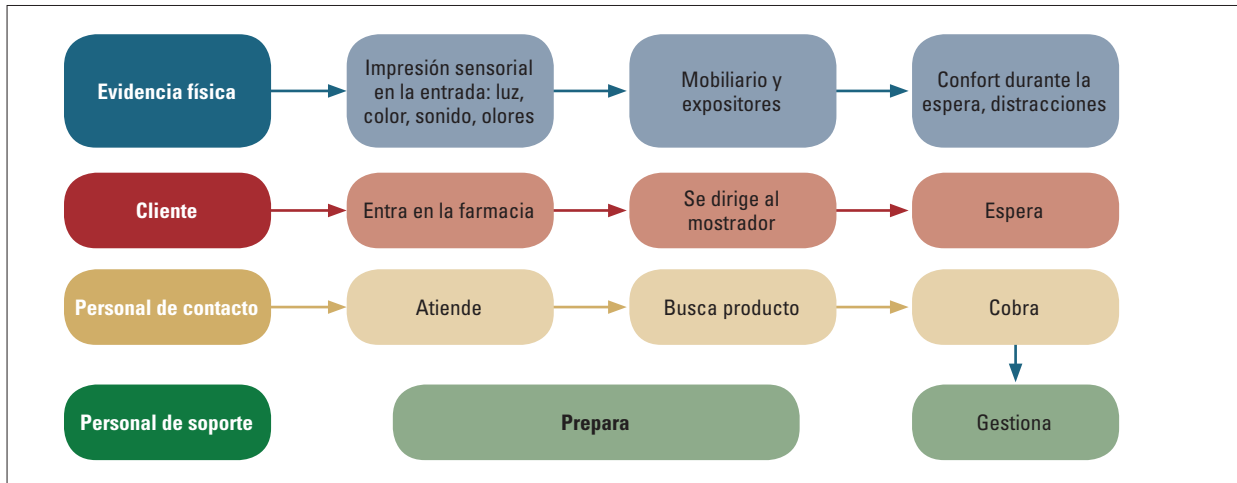 Evidencia física
Impresión sensorial
en la entrada: luz,
color, sonido, olores
Mobiliario y
expositores
Confort durante la
espera, distracciones
Cliente
Entra en la farmacia
Se dirige al
mostrador
Espera
Personal de contacto
Atiende
Busca producto
Cobra
Personal de soporte
Prepara
Gestiona